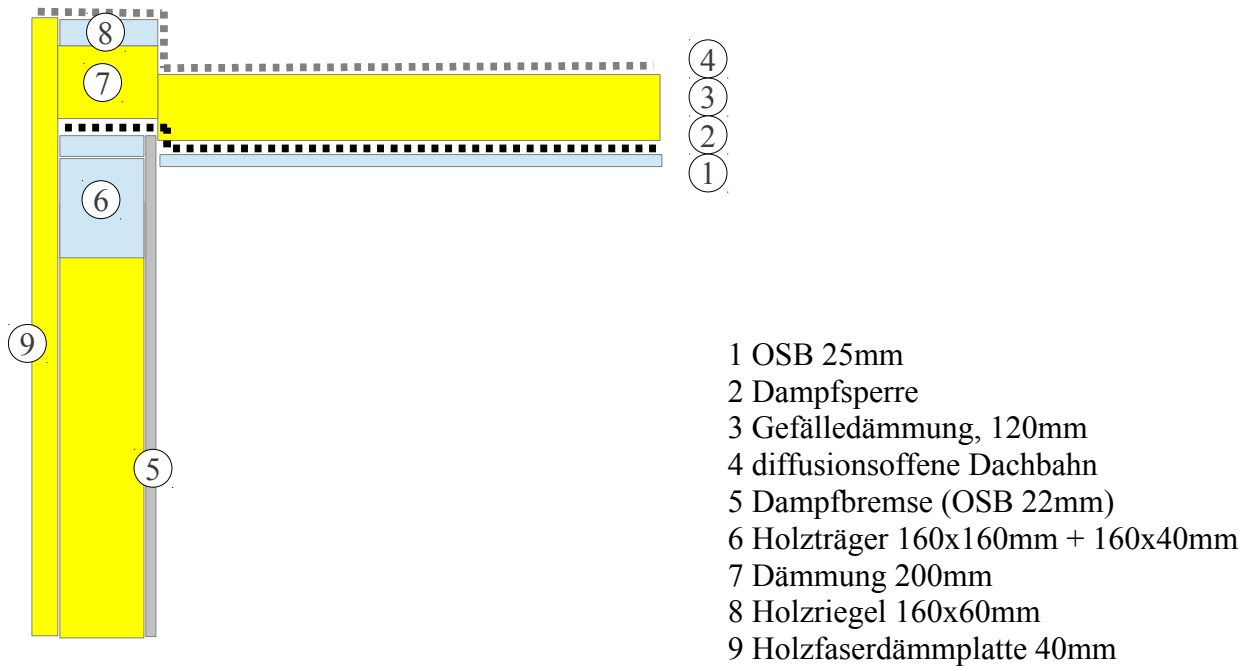 8
4
7
3
2
1
6
9
5
1 OSB 25mm
2 Dampfsperre
3 Gefälledämmung, 120mm
4 diffusionsoffene Dachbahn
5 Dampfbremse (OSB 22mm)
6 Holzträger 160x160mm + 160x40mm
7 Dämmung 200mm
8 Holzriegel 160x60mm
9 Holzfaserdämmplatte 40mm